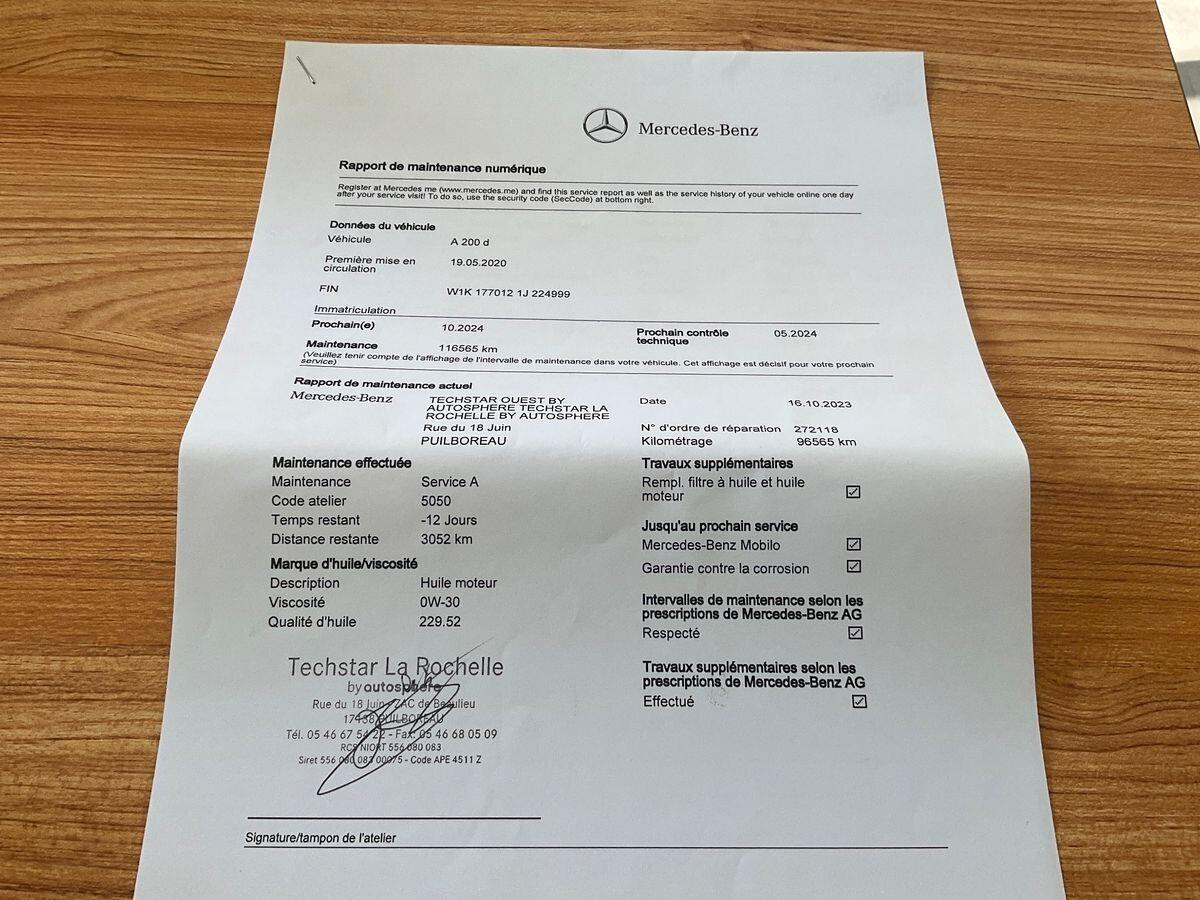 Mercedes-Benz
Rapport de maintenance numérique
Register at Mercedes me (www.mercedes.me) and find this service report as well as the service history of your vehicle online one day
after your service visit! To do so, use the security code (SecCode) at bottom right.
Données du véhicule
Véhicule A 200 d
Première mise en
circulation 19.05.2020
FIN W1K 177012 1J 224999
Immatriculation
Prochain(e) 10.2024
Prochain contrôle
technique 05.2024
Maintenance 116565 km
(Veuillez tenir compte de l'affichage de l'intervalle de maintenance dans votre véhicule. Cet affichage est décisif pour votre prochain
service)
Rapport de maintenance actuel
Mercedes-Benz
TECHSTAR OUEST BY
AUTOSPHERE TECHSTAR LA
ROCHELLE BY AUTOSPHERE
Rue du 18 Juin
PUILBOREAU
Date 16.10.2023
N° d'ordre de réparation 272118
Kilométrage 96565 km
Maintenance effectuée
Maintenance Service A
Code atelier 5050
Temps restant -12 Jours
Distance restante 3052 km
Marque d'huile/viscosité
Description Huile moteur
Viscosité 0W-30
Qualité d'huile 229.52
Travaux supplémentaires
Rempl. filtre à huile et huile
moteur
Jusqu'au prochain service
Mercedes-Benz Mobilo
Garantie contre la corrosion
Intervalles de maintenance selon les
prescriptions de Mercedes-Benz AG
Respecté
Travaux supplémentaires selon les
prescriptions de Mercedes-Benz AG
Effectué
Techstar La Rochelle
by autosphere
Rue du 18 Juin - ZAC de Beaulieu
17438 PUILBOREAU
Tél. 05 46 67 54 22 - Fax. 05 46 68 05 09
RCS NIORT 556 080 083
Siret 556 080 083 00075 - Code APE 4511 Z
Signature/tampon de l'atelier